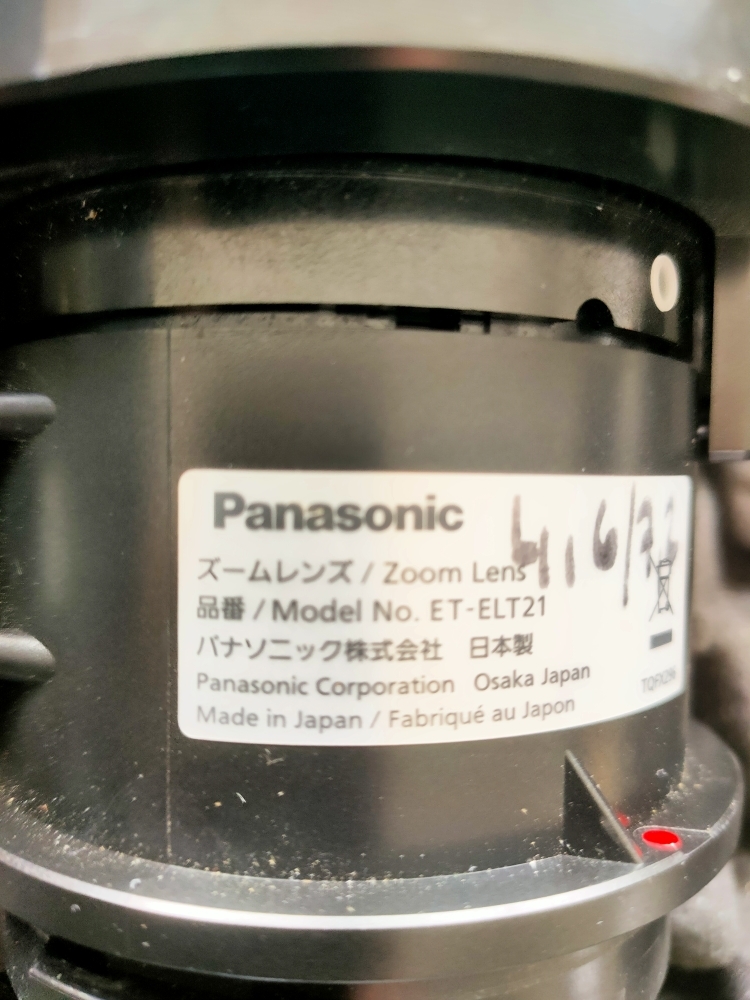 Panasonic
ズームレンズ / Zoom Lens
品番 / Model No. ET-ELT21
パナソニック株式会社 日本製
Panasonic Corporation Osaka Japan
Made in Japan / Fabriqué au Japon